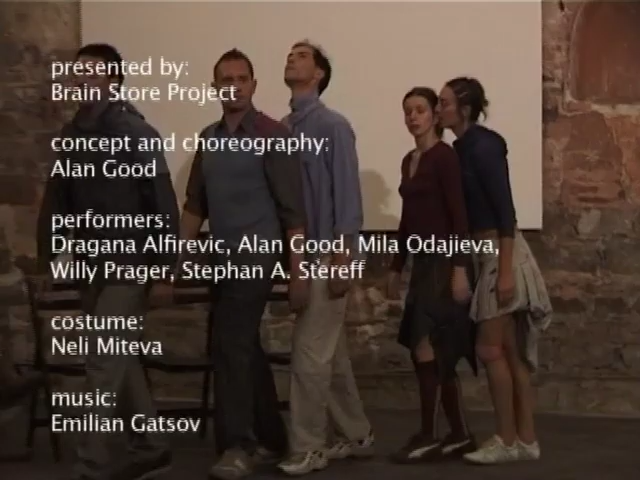 presented by:
Brain Store Project
concept and choreography:
Alan Good
performers:
Dragana Alfirevic, Alan Good, Mila Odajieva,
Willy Prager, Stephan A. Stereff
costume:
Neli Miteva
music:
Emilian Gatsov